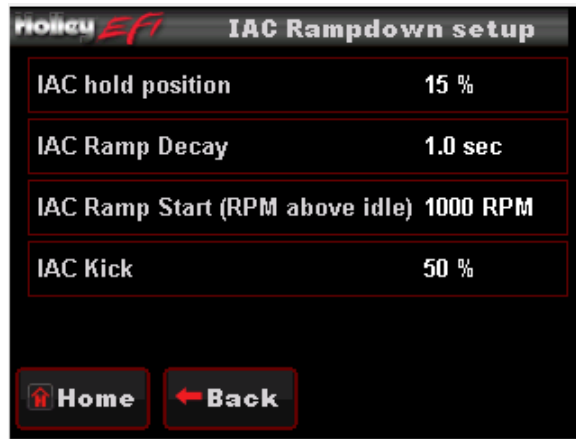 Holley EFI IAC Rampdown setup
IAC hold position 15 %
IAC Ramp Decay 1.0 sec
IAC Ramp Start (RPM above idle) 1000 RPM
IAC Kick 50 %
Home Back